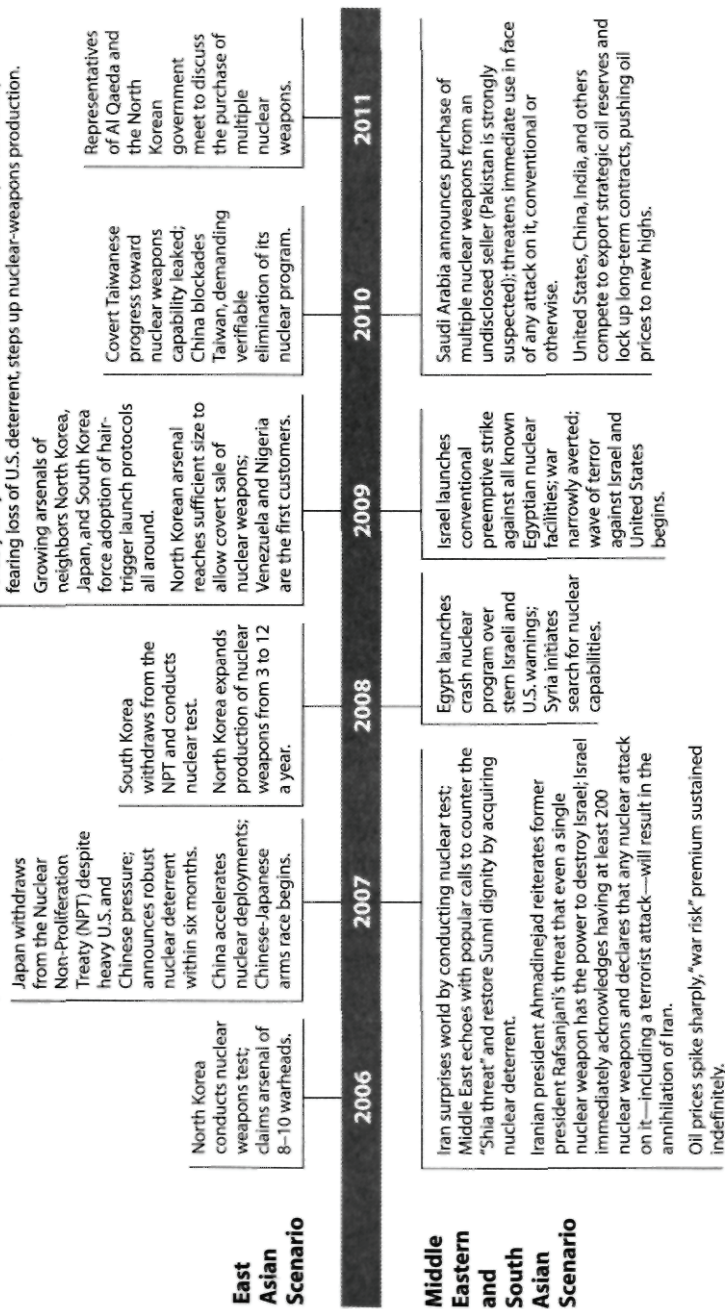 East
Asian
Scenario
North Korea
conducts nuclear
weapons test;
claims arsenal of
8–10 warheads.
Japan withdraws
from the Nuclear
Non-Proliferation
Treaty (NPT) despite
heavy U.S. and
Chinese pressure;
announces robust
nuclear deterrent
within six months.
China accelerates
nuclear deployments;
Chinese-Japanese
arms race begins.
South Korea
withdraws from the
NPT and conducts
nuclear test.
North Korea expands
production of nuclear
weapons from 3 to 12
a year.
fearing loss of U.S. deterrent, steps up nuclear-weapons production.
Growing arsenals of
neighbors North Korea,
Japan, and South Korea
force adoption of hair-
trigger launch protocols
all around.
North Korean arsenal
reaches sufficient size to
allow covert sale of
nuclear weapons;
Venezuela and Nigeria
are the first customers.
Covert Taiwanese
progress toward
nuclear weapons
capability leaked;
China blockades
Taiwan, demanding
verifiable
elimination of its
nuclear program.
Representatives
of Al Qaeda and
the North
Korean
government
meet to discuss
the purchase of
multiple
nuclear
weapons.
2006
2007
2008
2009
2010
2011
Middle
Eastern
and
South
Asian
Scenario
Iran surprises world by conducting nuclear test;
Middle East echoes with popular calls to counter the
"Shia threat" and restore Sunni dignity by acquiring
nuclear deterrent.
Iranian president Ahmadinejad reiterates former
president Rafsanjani's threat that even a single
nuclear weapon has the power to destroy Israel; Israel
immediately acknowledges having at least 200
nuclear weapons and declares that any nuclear attack
on it—including a terrorist attack—will result in the
annihilation of Iran.
Oil prices spike sharply, "war risk" premium sustained
indefinitely.
Egypt launches
crash nuclear
program over
stern Israeli and
U.S. warnings;
Syria initiates
search for nuclear
capabilities.
Israel launches
conventional
preemptive strike
against all known
Egyptian nuclear
facilities; war
narrowly averted;
wave of terror
against Israel and
United States
begins.
Saudi Arabia announces purchase of
multiple nuclear weapons from an
undisclosed seller (Pakistan is strongly
suspected); threatens immediate use in face
of any attack on it, conventional or
otherwise.
United States, China, India, and others
compete to export strategic oil reserves and
lock up long-term contracts, pushing oil
prices to new highs.